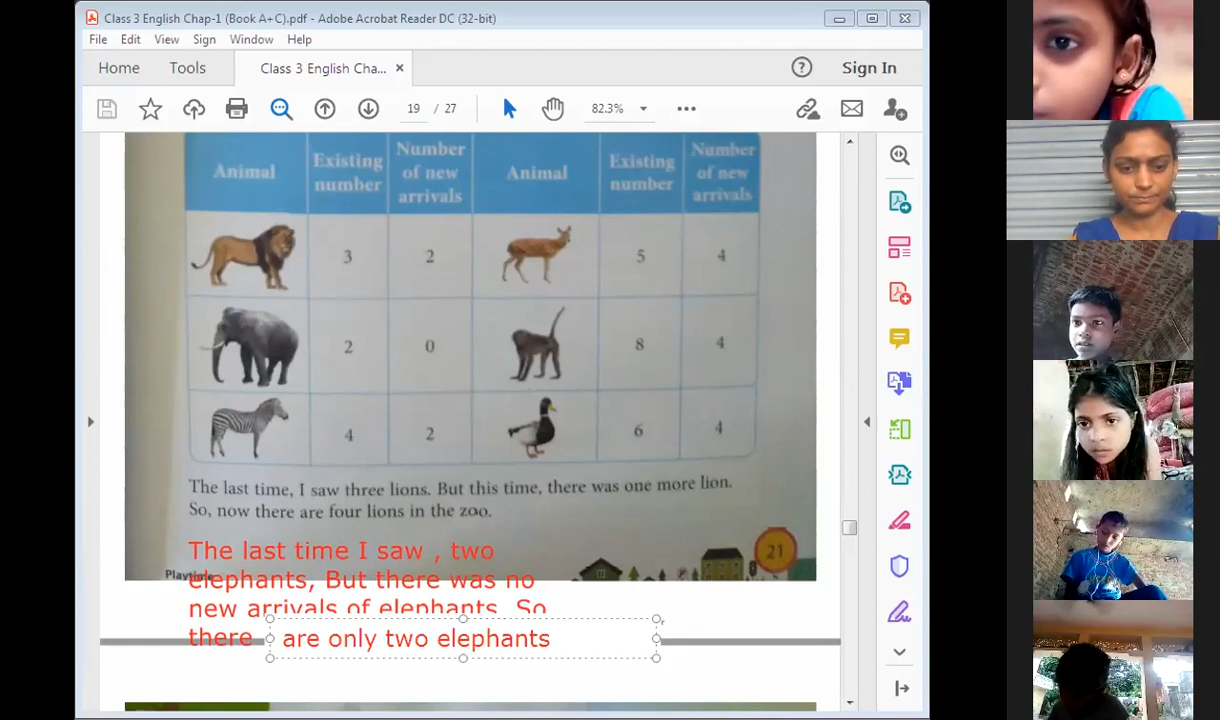 Class 3 English Chap-1 (Book A+C).pdf - Adobe Acrobat Reader DC (32-bit)
File Edit View Sign Window Help
Home Tools Class 3 English Cha... × Sign In
19 / 27 82.3%
Animal Existing number Number of new arrivals Animal Existing number Number of new arrivals
3 2 5 4
2 0 8 4
4 2 6 4
The last time, I saw three lions. But this time, there was one more lion.
So, now there are four lions in the zoo.
21
Playtime
The last time I saw , two
elephants, But there was no
new arrivals of elephants. So
there are only two elephants